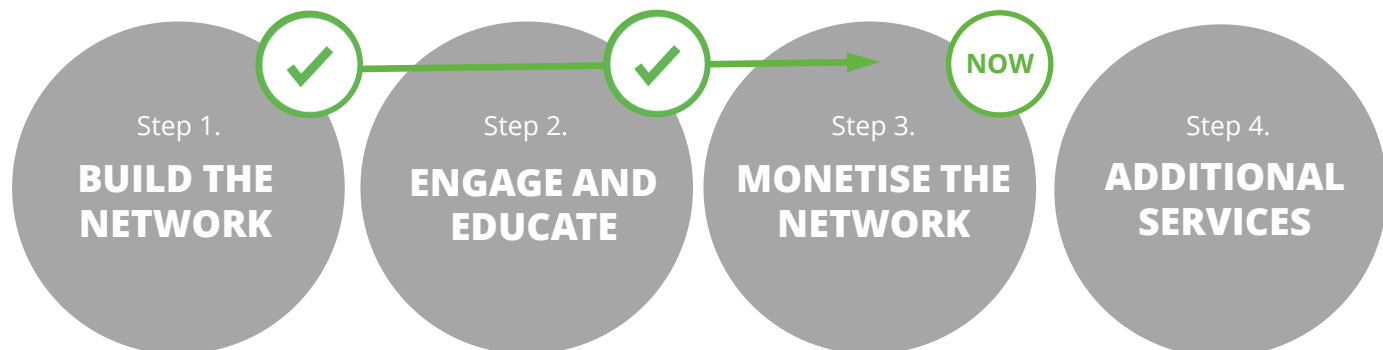 Step 1.
BUILD THE
NETWORK
Step 2.
ENGAGE AND
EDUCATE
Step 3.
MONETISE THE
NETWORK
NOW
Step 4.
ADDITIONAL
SERVICES